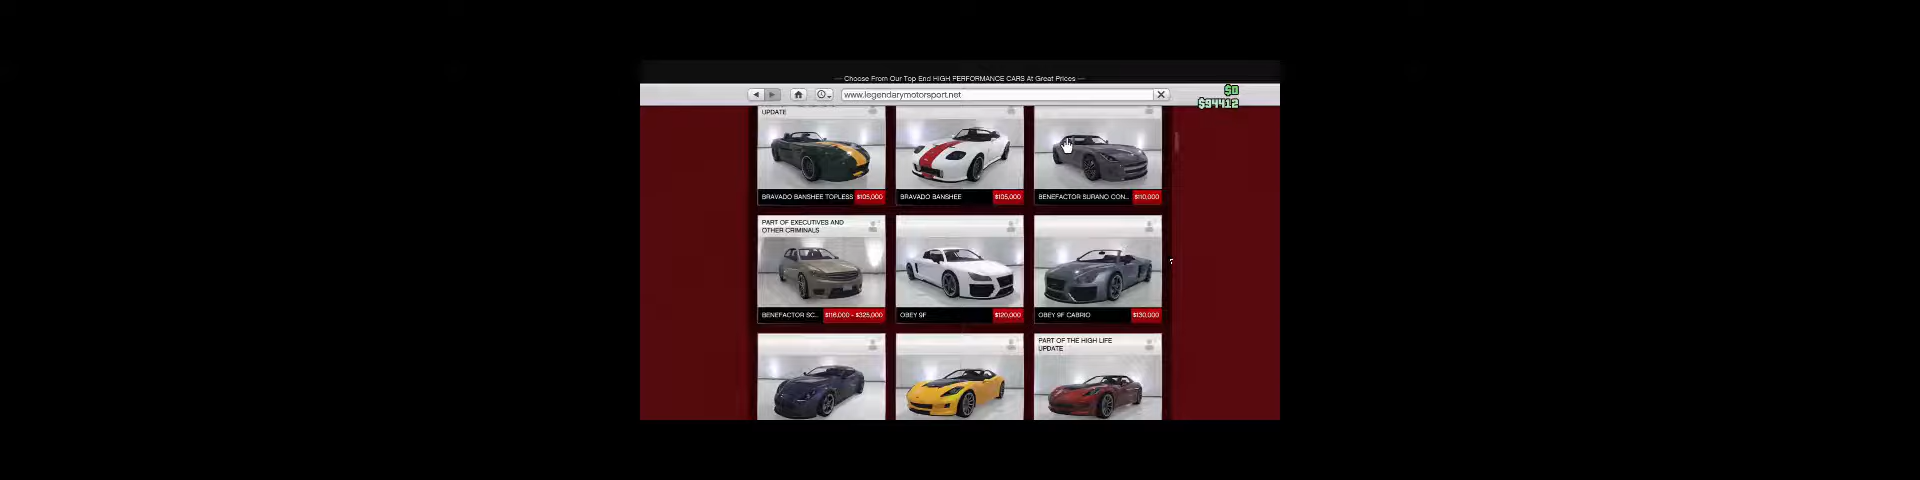 — Choose From Our Top End HIGH PERFORMANCE CARS At Great Prices —
www.legendarymotorsport.net
$0
$94412
UPDATE
BRAVADO BANSHEE TOPLESS $105,000
BRAVADO BANSHEE $105,000
BENEFACTOR SURANO CON... $110,000
PART OF EXECUTIVES AND
OTHER CRIMINALS
BENEFACTOR SC... $116,000 - $325,000
OBEY 9F $120,000
OBEY 9F CABRIO $130,000
PART OF THE HIGH LIFE
UPDATE